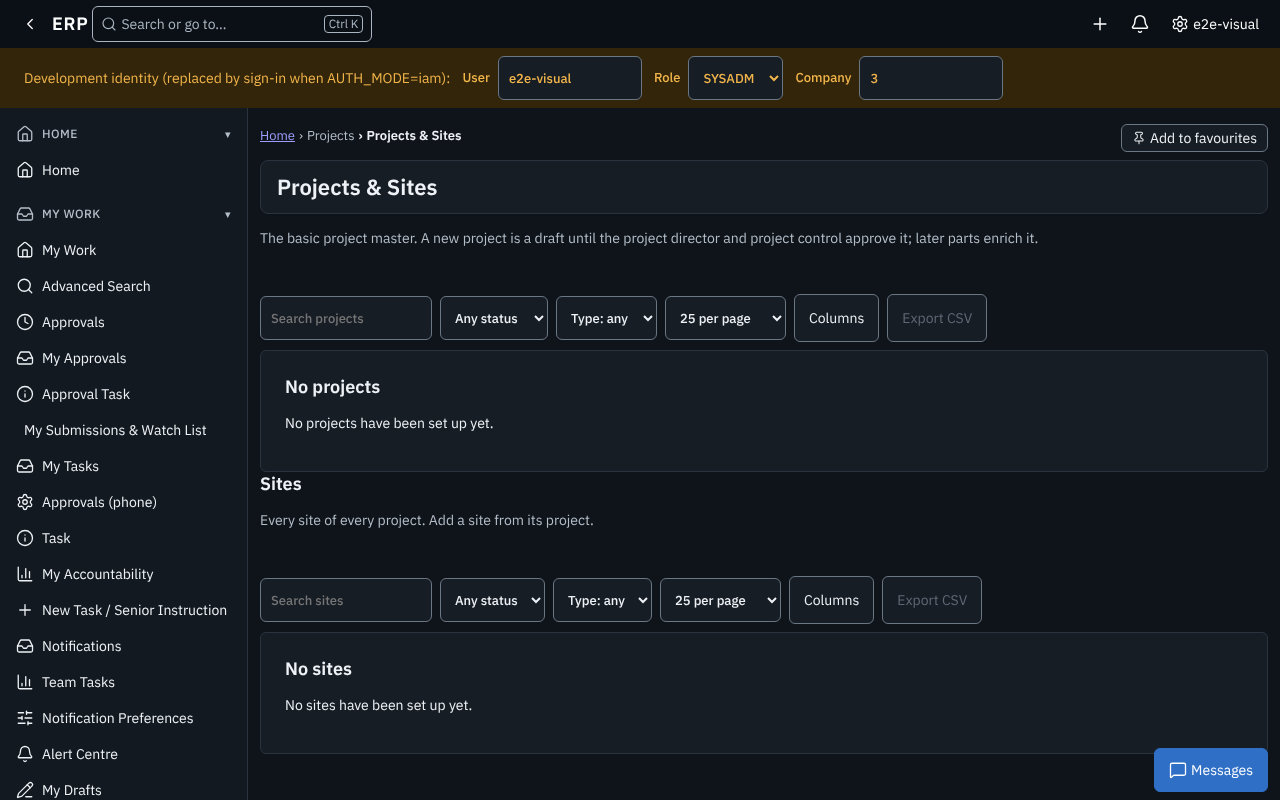 ERP Search or go to... Ctrl K e2e-visual
Development identity (replaced by sign-in when AUTH_MODE=iam): User e2e-visual Role SYSADM Company 3
HOME
Home
MY WORK
My Work
Advanced Search
Approvals
My Approvals
Approval Task
My Submissions & Watch List
My Tasks
Approvals (phone)
Task
My Accountability
New Task / Senior Instruction
Notifications
Team Tasks
Notification Preferences
Alert Centre
My Drafts
Home › Projects › Projects & Sites
Add to favourites
Projects & Sites
The basic project master. A new project is a draft until the project director and project control approve it; later parts enrich it.
Search projects Any status Type: any 25 per page Columns Export CSV
No projects
No projects have been set up yet.
Sites
Every site of every project. Add a site from its project.
Search sites Any status Type: any 25 per page Columns Export CSV
No sites
No sites have been set up yet.
Messages